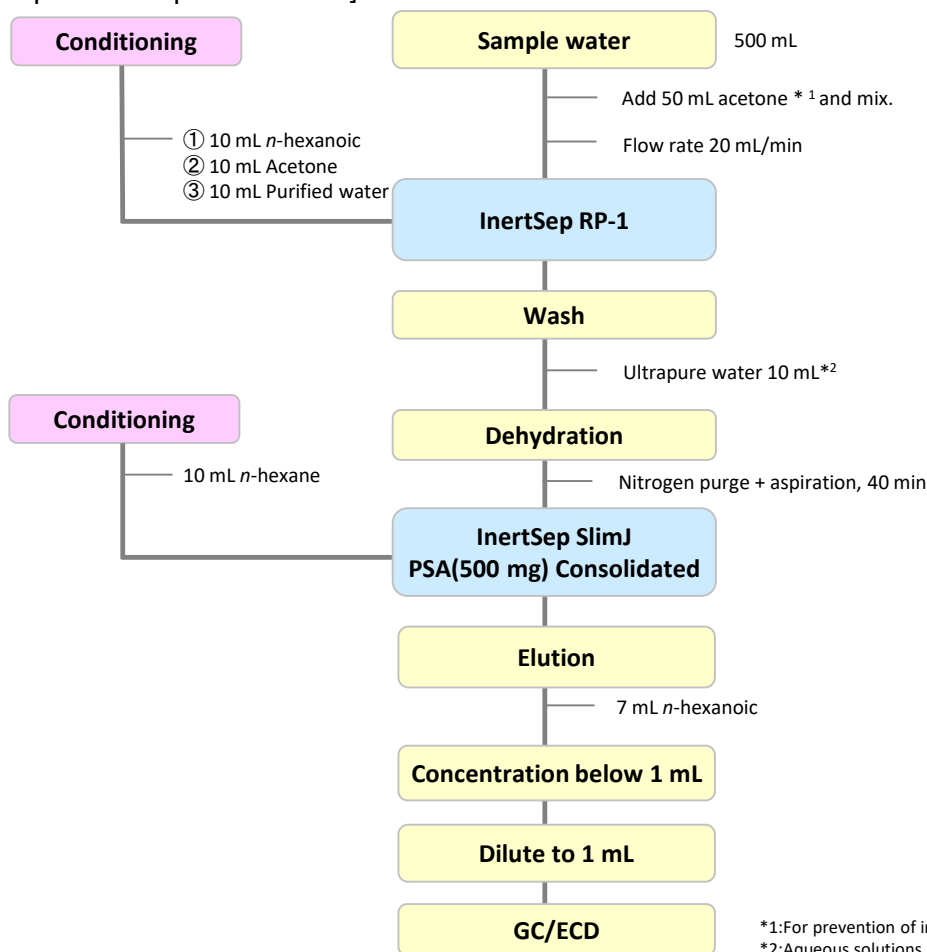 Conditioning
Sample water
500 mL
Add 50 mL acetone * 1 and mix.
① 10 mL n-hexanoic
② 10 mL Acetone
③ 10 mL Purified water
Flow rate 20 mL/min
InertSep RP-1
Wash
Ultrapure water 10 mL*2
Conditioning
10 mL n-hexane
Dehydration
Nitrogen purge + aspiration, 40 min
InertSep SlimJ
PSA(500 mg) Consolidated
Elution
7 mL n-hexanoic
Concentration below 1 mL
Dilute to 1 mL
GC/ECD
*1:For prevention of
*2:Aqueous solutions